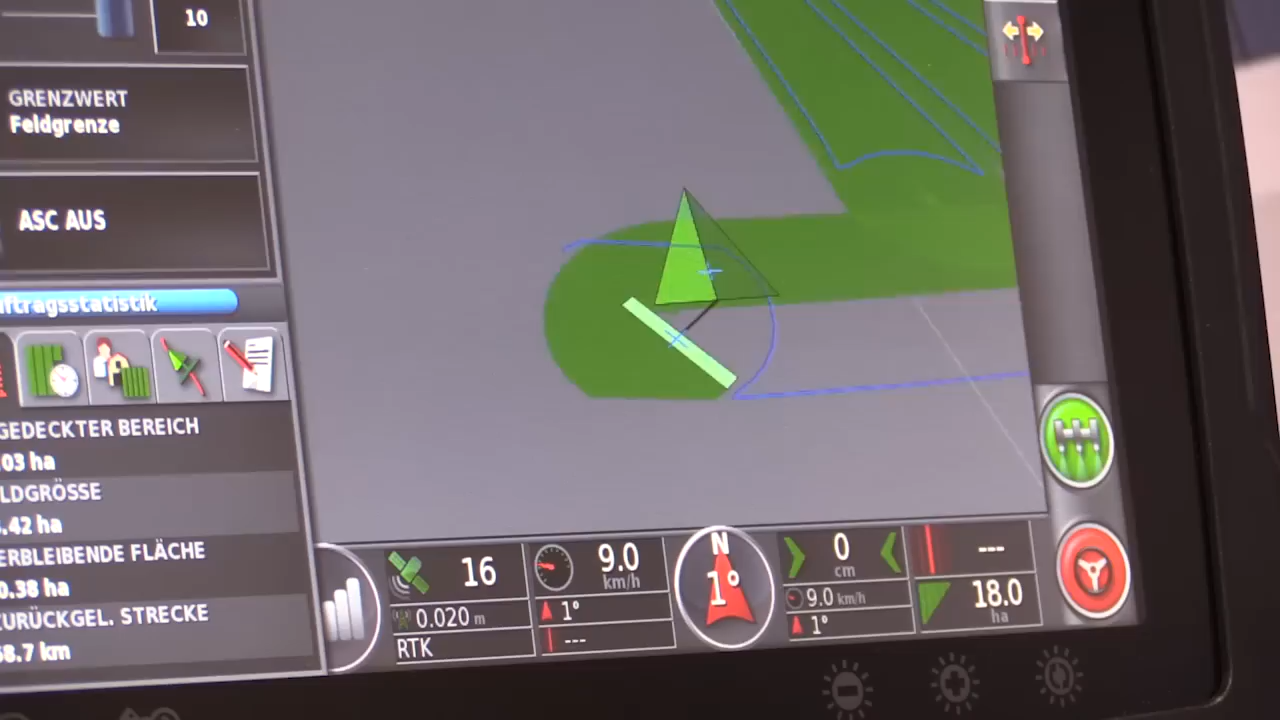 10
GRENZWERT
Feldgrenze
ASC AUS
uftragsstatistik
GEDECKTER BEREICH
.03 ha
LDGRÖSSE
.42 ha
ERBLEIBENDE FLÄCHE
0.38 ha
ZURÜCKGEL. STRECKE
58.7 km
16
0.020 m
RTK
9.0
km/h
1°
---
N
1°
0
cm
9.0 km/h
1°
---
18.0
ha